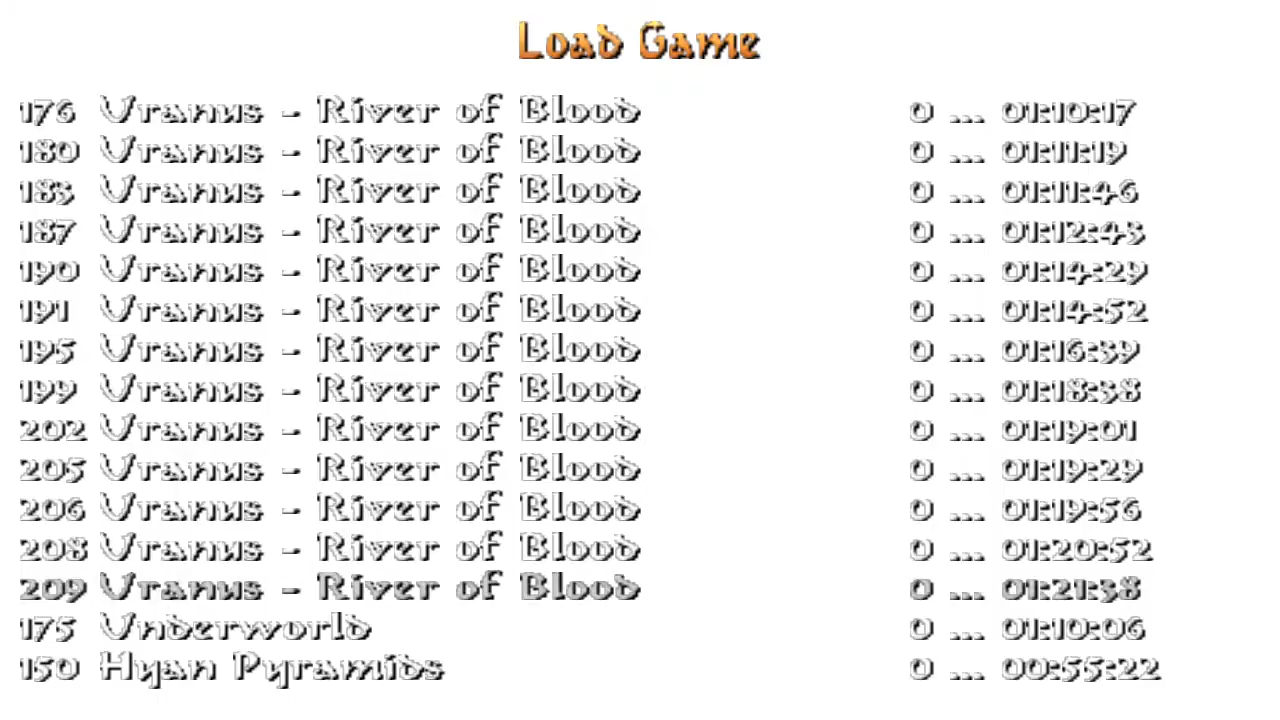 Load Game
176 Uranus - River of Blood 0 ... 01:10:17
180 Uranus - River of Blood 0 ... 01:11:19
183 Uranus - River of Blood 0 ... 01:11:46
187 Uranus - River of Blood 0 ... 01:12:43
190 Uranus - River of Blood 0 ... 01:14:29
191 Uranus - River of Blood 0 ... 01:14:52
195 Uranus - River of Blood 0 ... 01:16:39
199 Uranus - River of Blood 0 ... 01:18:38
202 Uranus - River of Blood 0 ... 01:19:01
205 Uranus - River of Blood 0 ... 01:19:29
206 Uranus - River of Blood 0 ... 01:19:56
208 Uranus - River of Blood 0 ... 01:20:52
209 Uranus - River of Blood 0 ... 01:21:38
175 Underworld 0 ... 01:10:06
150 Hyan Pyramids 0 ... 00:55:22